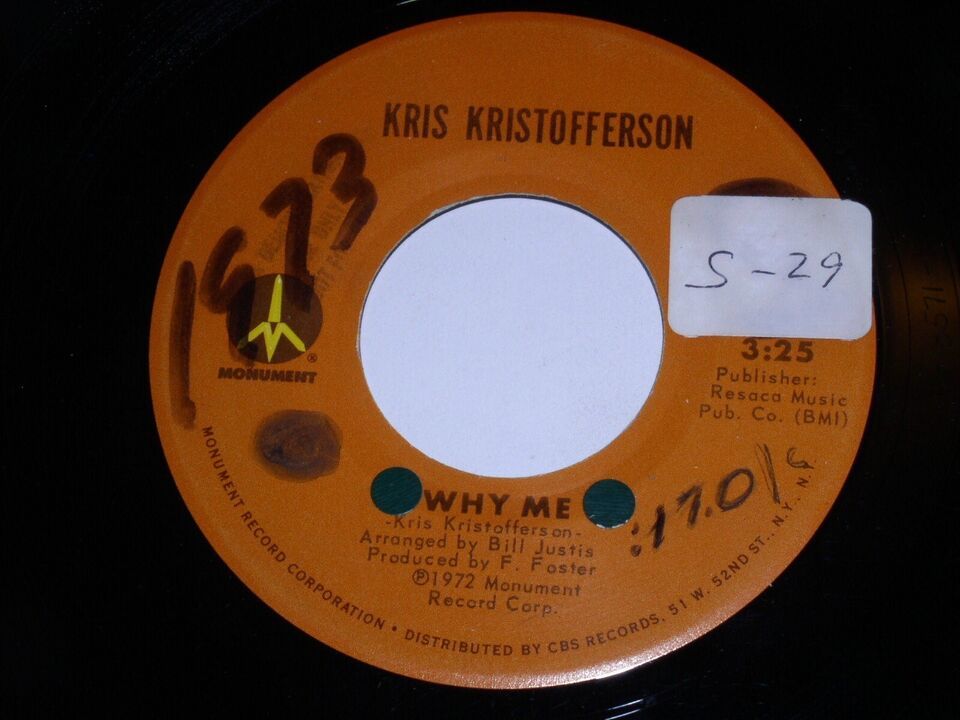 KRIS KRISTOFFERSON
1973
S-29
®
MONUMENT
3:25
Publisher:
Resaca Music
Pub. Co. (BMI)
WHY ME
-Kris Kristofferson-
Arranged by Bill Justis
Produced by F. Foster
℗1972 Monument
Record Corp.
:17.0/
MONUMENT RECORD CORPORATION • DISTRIBUTED BY CBS RECORDS, 51 W. 52ND ST., N.Y., N.Y.